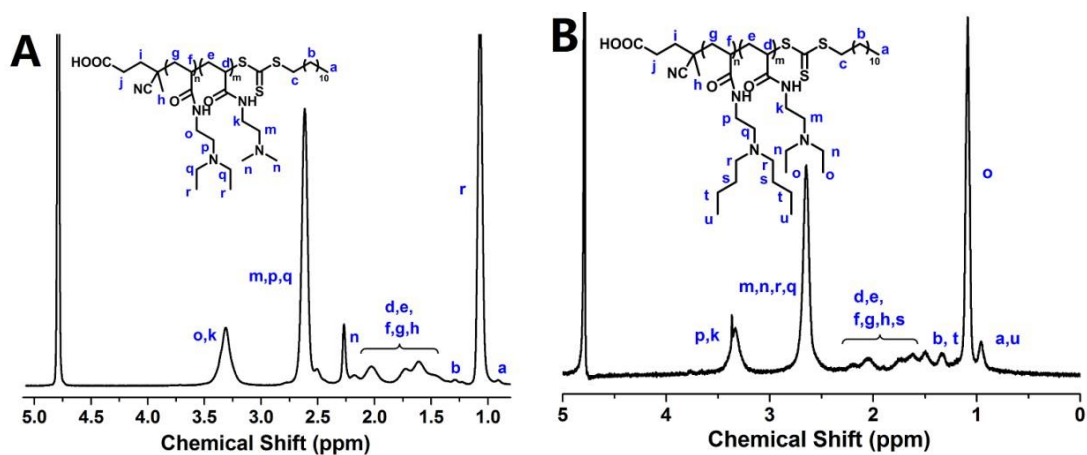 A
HOOC
j
i
h
NC
g
f
n
e
d
m
S
S
S
c
b
10
a
O
NH
O
NH
o
p
N
q
q
r
r
k
m
N
n
n
r
m,p,q
d,e,
f,g,h
o,k
n
b
a
5.0 4.5 4.0 3.5 3.0 2.5 2.0 1.5 1.0
Chemical Shift (ppm)
B
HOOC
j
i
h
NC
g
f
n
e
d
m
S
S
S
c
b
10
a
O
NH
O
NH
p
q
N
r
r
s
s
t
t
u
u
k
m
N
n
n
o
o
o
m,n,r,q
d,e,
f,g,h,s
p,k
b, t
a,u
5 4 3 2 1 0
Chemical Shift (ppm)